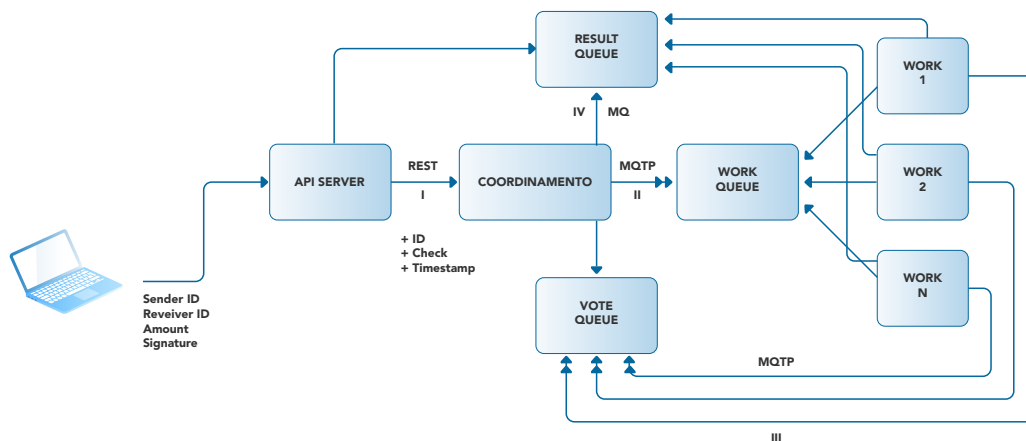 RESULT
QUEUE
WORK
1
IV
MQ
API SERVER
REST
I
COORDINAMENTO
MQTP
II
WORK
QUEUE
WORK
2
+ ID
+ Check
+ Timestamp
Sender ID
Reveiver ID
Amount
Signature
VOTE
QUEUE
WORK
N
MQTP
III